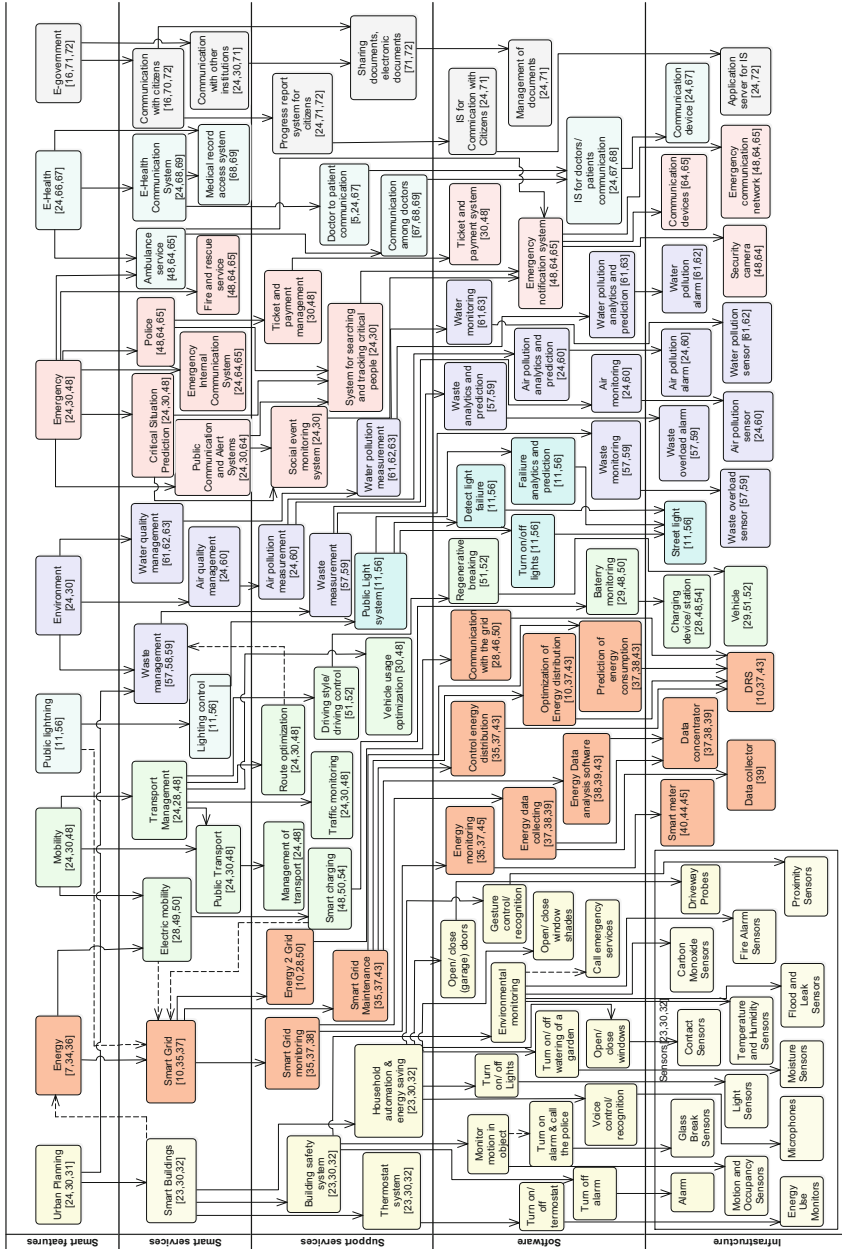 Smart features
Urban Planning
[24,30,31]
Energy
[7,34,36]
Mobility
[24,30,48]
Public lightning
[11,56]
Environment
[24,30]
Emergency
[24,30,48]
E-Health
[24,66,67]
E-government
[16,71,72]
Smart services
Smart Buildings
[23,30,32]
Smart Grid
[10,35,37]
Electric mobility
[28,49,50]
Public Transport
[24,30,48]
Transport
Management
[24,28,48]
Lighting control
[11,56]
Waste
management
[57,58,59]
Air quality
management
[24,60]
Water quality
management
[61,62,63]
Critical Situation
Prediction [24,30,48]
Public
Communication
and Alert
Systems
[24,30,64]
Police
[48,64,65]
Emergency
Internal
Communication
System
[24,64,65]
Ambulance
service
[48,64,65]
Fire and rescue
service
[48,64,65]
E-Health
Communication
System
[24,68,69]
Medical record
access system
[68,69]
Communication
with citizens
[16,70,72]
Communication
with other
institutions
[24,30,71]
Support services
Thermostat
system
[23,30,32]
Building safety
system
[23,30,32]
Household
automation &
energy saving
[23,30,32]
Smart Grid
monitoring
[35,37,38]
Smart Grid
Maintenance
[35,37,43]
Energy 2 Grid
[10,28,50]
Smart charging
[48,50,54]
Management of
transport [24,48]
Traffic monitoring
[24,30,48]
Route optimization
[24,30,48]
Driving style/
driving control
[51,52]
Vehicle usage
optimization [30,48]
Public Light
system [11,56]
Waste
measurement
[57,59]
Air pollution
measurement
[24,60]
Water pollution
measurement
[61,62,63]
Social event
monitoring
system [24,30]
System for searching
and tracking critical
people [24,30]
Ticket and
payment
management
[30,48]
Communication
among doctors
[67,68,69]
Doctor to patient
communication
[5,24,67]
Progress report
system for
citizens
[24,71,72]
Sharing
documents,
electronic
documents
[71,72]
Software
Turn on/ off
termostat
Turn off
alarm
Monitor
motion in
object
Turn on
alarm & call
the police
Voice control/
recognition
Turn on/ off
Lights
Turn on/ off
watering of a
garden
Open/
close
windows
Environmental
monitoring
Call emergency
services
Open/ close
window
shades
Open/ close
(garage) doors
Gesture
control/
recognition
Energy
monitoring
[35,37,45]
Energy data
collecting
[37,38,39]
Energy Data
analysis software
[38,39,43]
Control energy
distribution
[35,37,43]
Optimization of
Energy distribution
[10,37,43]
Prediction of
energy
consumption
[37,38,43]
Communication
with the grid
[28,46,50]
Baterry
monitoring
[29,48,50]
Regenerative
breaking
[51,52]
Turn on/off
lights [11,56]
Detect light
faiilure
[11,56]
Failure
analytics and
prediction
[11,56]
Waste
monitoring
[57,59]
Waste
analytics and
prediction
[57,59]
Air pollution
analytics and
prediction
[24,60]
Air
monitoring
[24,60]
Water
monitoring
[61,63]
Water pollution
analytics and
prediction [61,63]
Emergency
notification system
[48,64,65]
Ticket and
payment system
[30,48]
IS for doctors/
patients
communication
[24,67,68]
IS for
Commication with
Citizens [24,71]
Management of
documents
[24,71]
Infrastructure
Sensors[23,30,32]
Alarm
Motion and
Occupancy
Sensors
Energy
Use
Monitors
Glass
Break
Sensors
Light
Sensors
Microphones
Contact
Sensors
Temperature
and Humidity
Sensors
Moisture
Sensors
Flood and
Leak
Sensors
Carbon
Monoxide
Sensors
Fire Alarm
Sensors
Driveway
Probes
Proximity
Sensors
Smart meter
[40,44,45]
Data collector
[39]
Data
concentrator
[37,38,39]
DRS
[10,37,43]
Charging
device/ station
[28,48,54]
Vehicle
[29,51,52]
Street light
[11,56]
Waste overload
sensor [57,59]
Waste
overload alarm
[57,59]
Air pollution
sensor
[24,60]
Air pollution
alarm [24,60]
Water pollution
sensor [61,62]
Water
pollution
alarm [61,62]
Security
camera
[48,64]
Communication
devices [64,65]
Emergency
communication
network [48,64,65]
Communication
device [24,67]
Application
server for IS
[24,72]